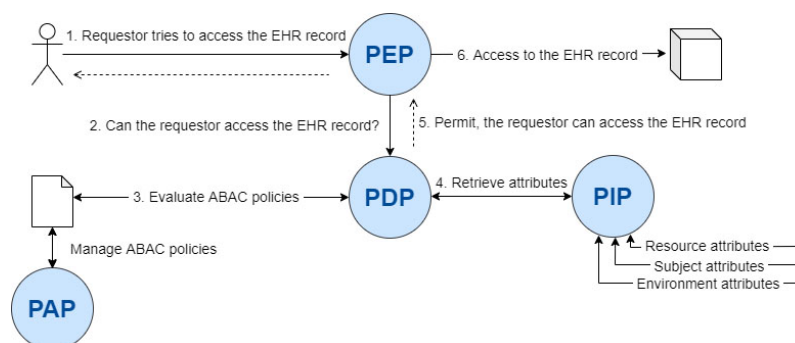 1. Requestor tries to access the EHR record
PEP
6. Access to the EHR record
2. Can the requestor access the EHR record?
5. Permit, the requestor can access the EHR record
3. Evaluate ABAC policies
PDP
4. Retrieve attributes
PIP
Manage ABAC policies
Resource attributes
Subject attributes
Environment attributes
PAP